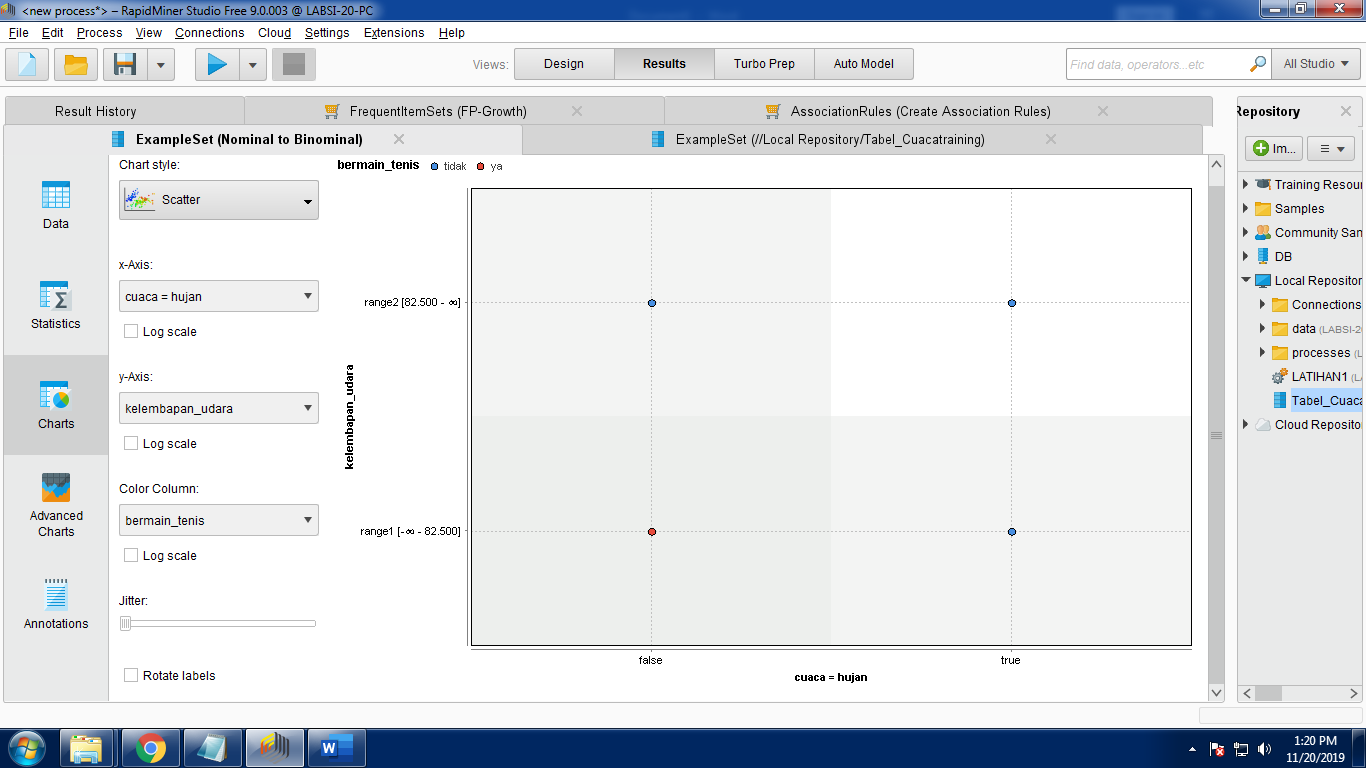 <new process*> – RapidMiner Studio Free 9.0.003 @ LABSI-20-PC
File Edit Process View Connections Cloud Settings Extensions Help
Views: Design Results Turbo Prep Auto Model
Find data, operators...etc
All Studio
Result History
FrequentItemSets (FP-Growth)
AssociationRules (Create Association Rules)
ExampleSet (Nominal to Binominal)
ExampleSet (//Local Repository/Tabel_Cuacatraining)
Data
Statistics
Charts
Advanced
Charts
Annotations
Chart style:
Scatter
x-Axis:
cuaca = hujan
Log scale
y-Axis:
kelembapan_udara
Log scale
Color Column:
bermain_tenis
Log scale
Jitter:
Rotate labels
bermain_tenis tidak ya
range2 [82.500 - ∞]
kelembapan_udara
range1 [-∞ - 82.500]
false true
cuaca = hujan
Repository
Im...
Training Resour
Samples
Community Sam
DB
Local Repositor
Connections
data (LABSI-20
processes (L
LATIHAN1 (LA
Tabel_Cuaca
Cloud Reposito
1:20 PM
11/20/2019